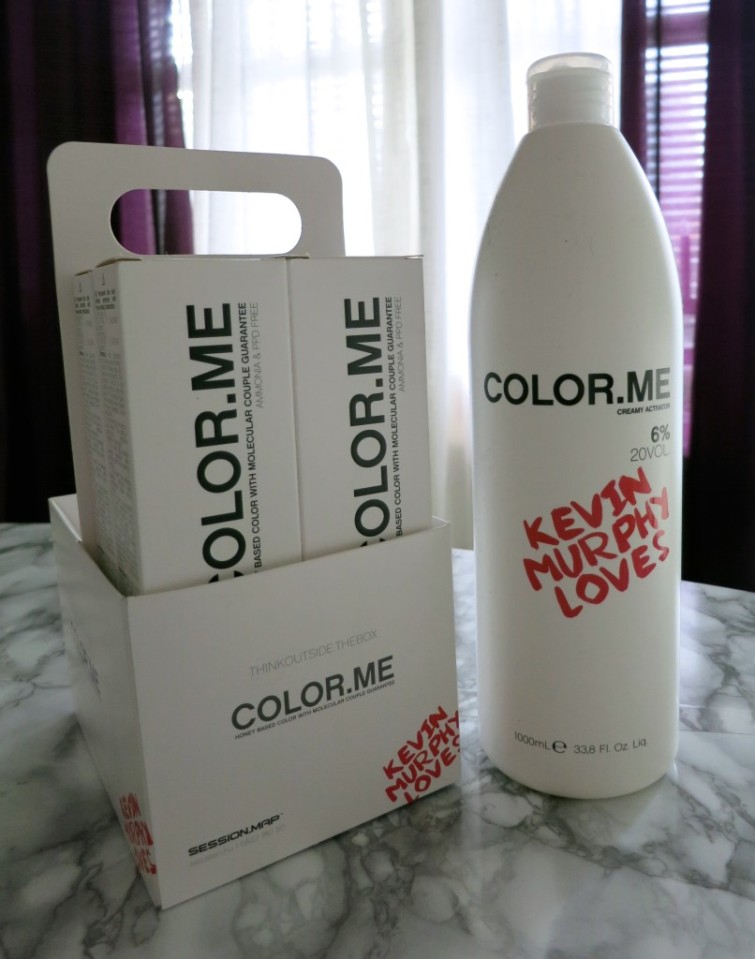 COLOR.ME
BASED COLOR WITH MOLECULAR COUPLE GUARANTEE
AMMONIA & PPD FREE
OLOR.ME
BASED COLOR WITH MOLECULAR COUPLE GUARANTEE
AMMONIA & PPD FREE
THINKOUTSIDE.THEBOX
COLOR.ME
HONEY BASED COLOR WITH MOLECULAR COUPLE GUARANTEE
KEVIN
MURPHY
LOVES
SESSION.MAP
KEVIN
MURPHY
LOVES
COLOR.ME
CREAMY ACTIVATOR
6%
20VOL.
KEVIN
MURPHY
LOVES
1000mL e 33,8 Fl. Oz. Liq.